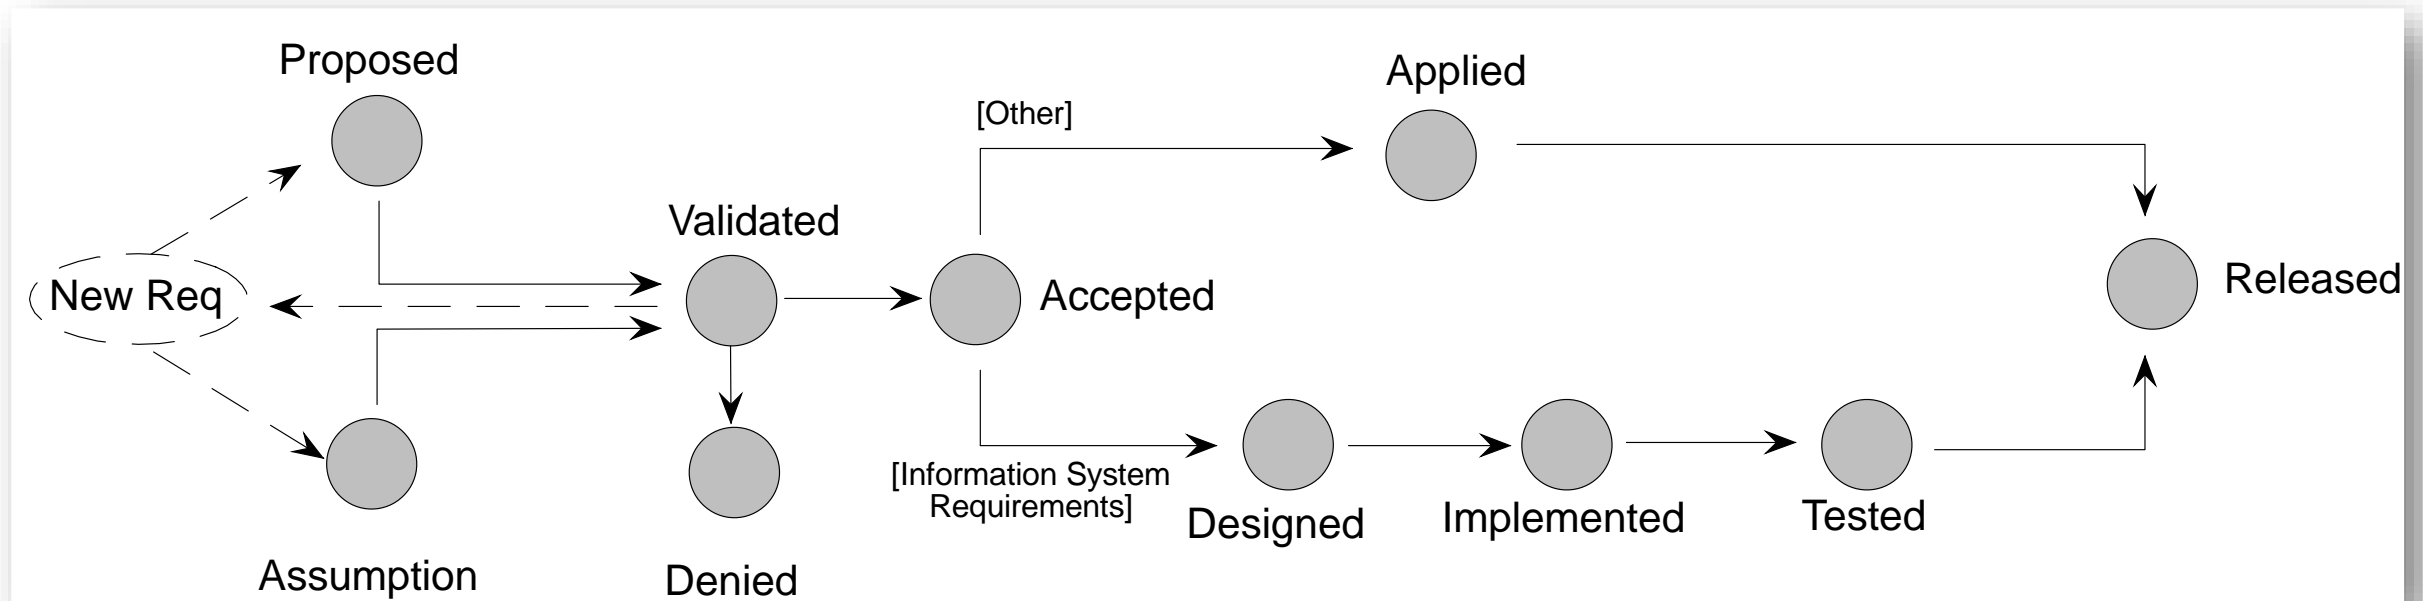 Proposed
Applied
[Other]
Validated
New Req
Accepted
Released
[Information System
Requirements]
Designed
Implemented
Tested
Assumption
Denied